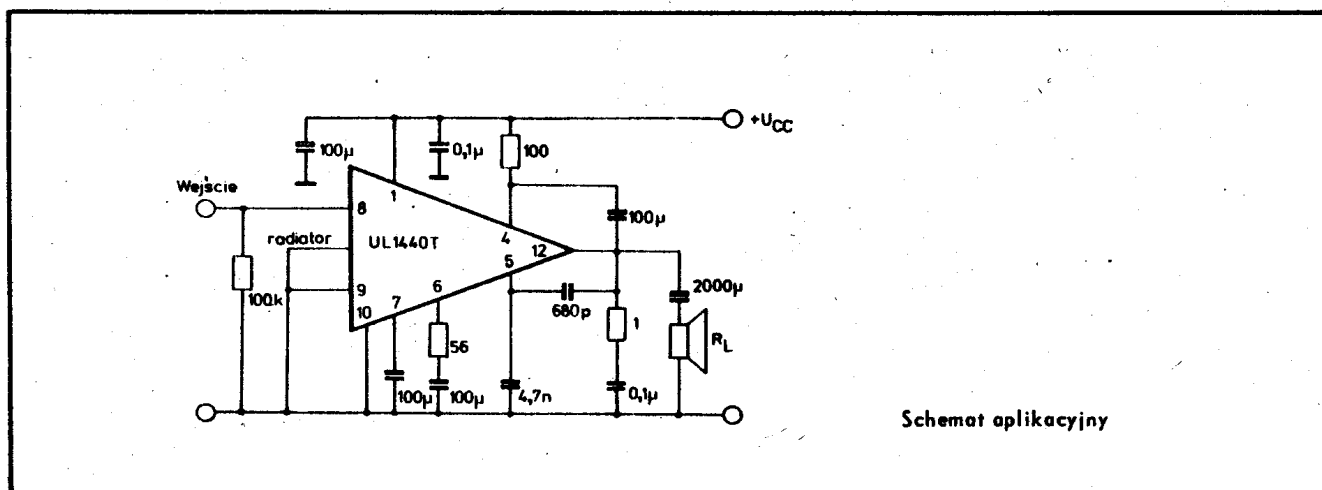 +UCC
100µ
0,1µ
100
Wejście
1
8
100µ
radiator
UL1440T
4
12
5
2000µ
100k
9
6
680p
10
7
1
RL
56
100µ
100µ
4,7n
0,1µ
Schemat aplikacyjny